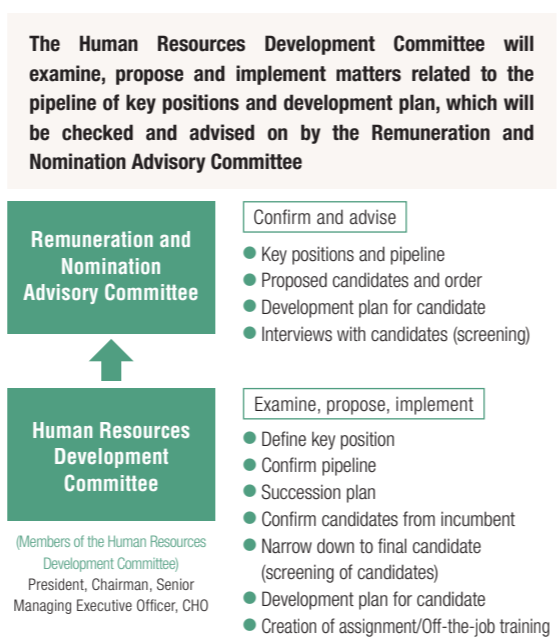 The Human Resources Development Committee will
examine, propose and implement matters related to the
pipeline of key positions and development plan, which will
be checked and advised on by the Remuneration and
Nomination Advisory Committee
Remuneration and
Nomination
Advisory Committee
Confirm and advise
● Key positions and pipeline
● Proposed candidates and order
● Development plan for candidate
● Interviews with candidates (screening)
Human Resources
Development
Committee
(Members of the Human Resources
Development Committee)
President, Chairman, Senior
Managing Executive Officer, CHO
Examine, propose, implement
● Define key position
● Confirm pipeline
● Succession plan
● Confirm candidates from incumbent
● Narrow down to final candidate
(screening of candidates)
● Development plan for candidate
● Creation of assignment/Off-the-job training